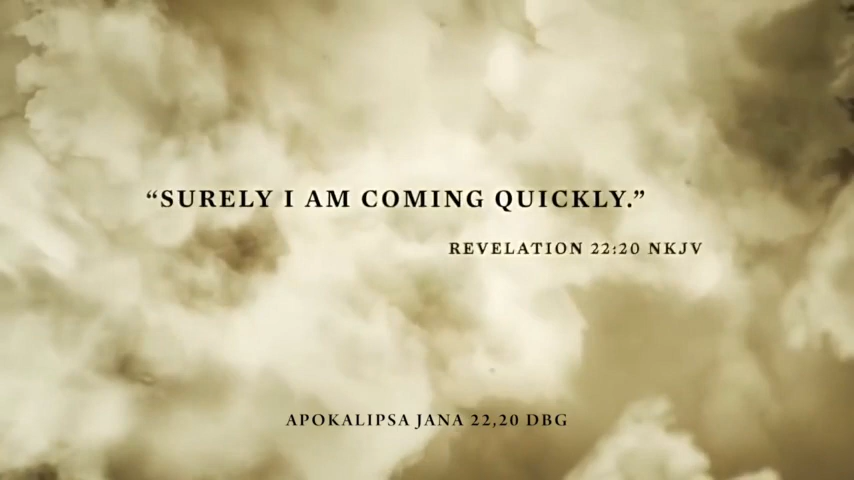 “SURELY I AM COMING QUICKLY.”
REVELATION 22:20 NKJV
APOKALIPSA JANA 22,20 DBG